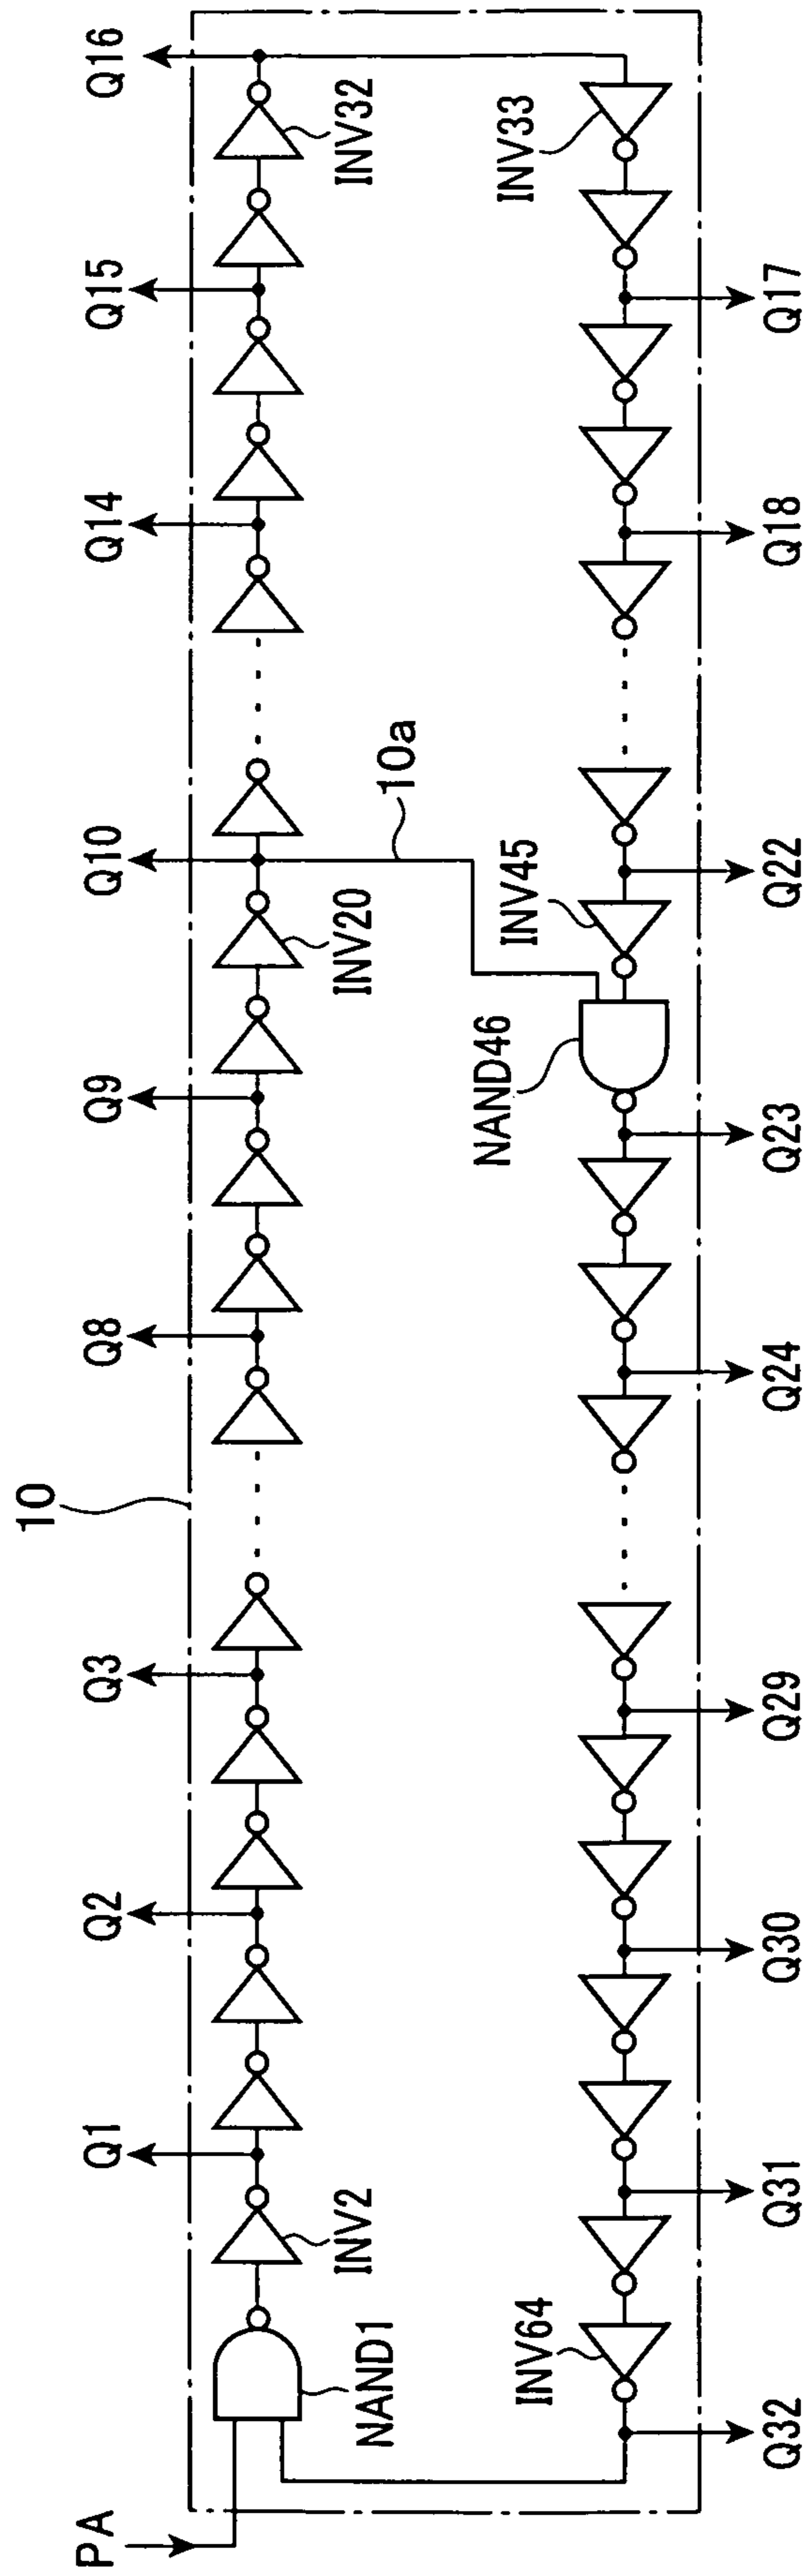 10
Q1
Q2
Q3
Q8
Q9
Q10
Q14
Q15
Q16
PA
NAND1
INV2
INV20
10a
INV32
INV64
NAND46
INV45
INV33
Q32
Q31
Q30
Q29
Q24
Q23
Q22
Q18
Q17